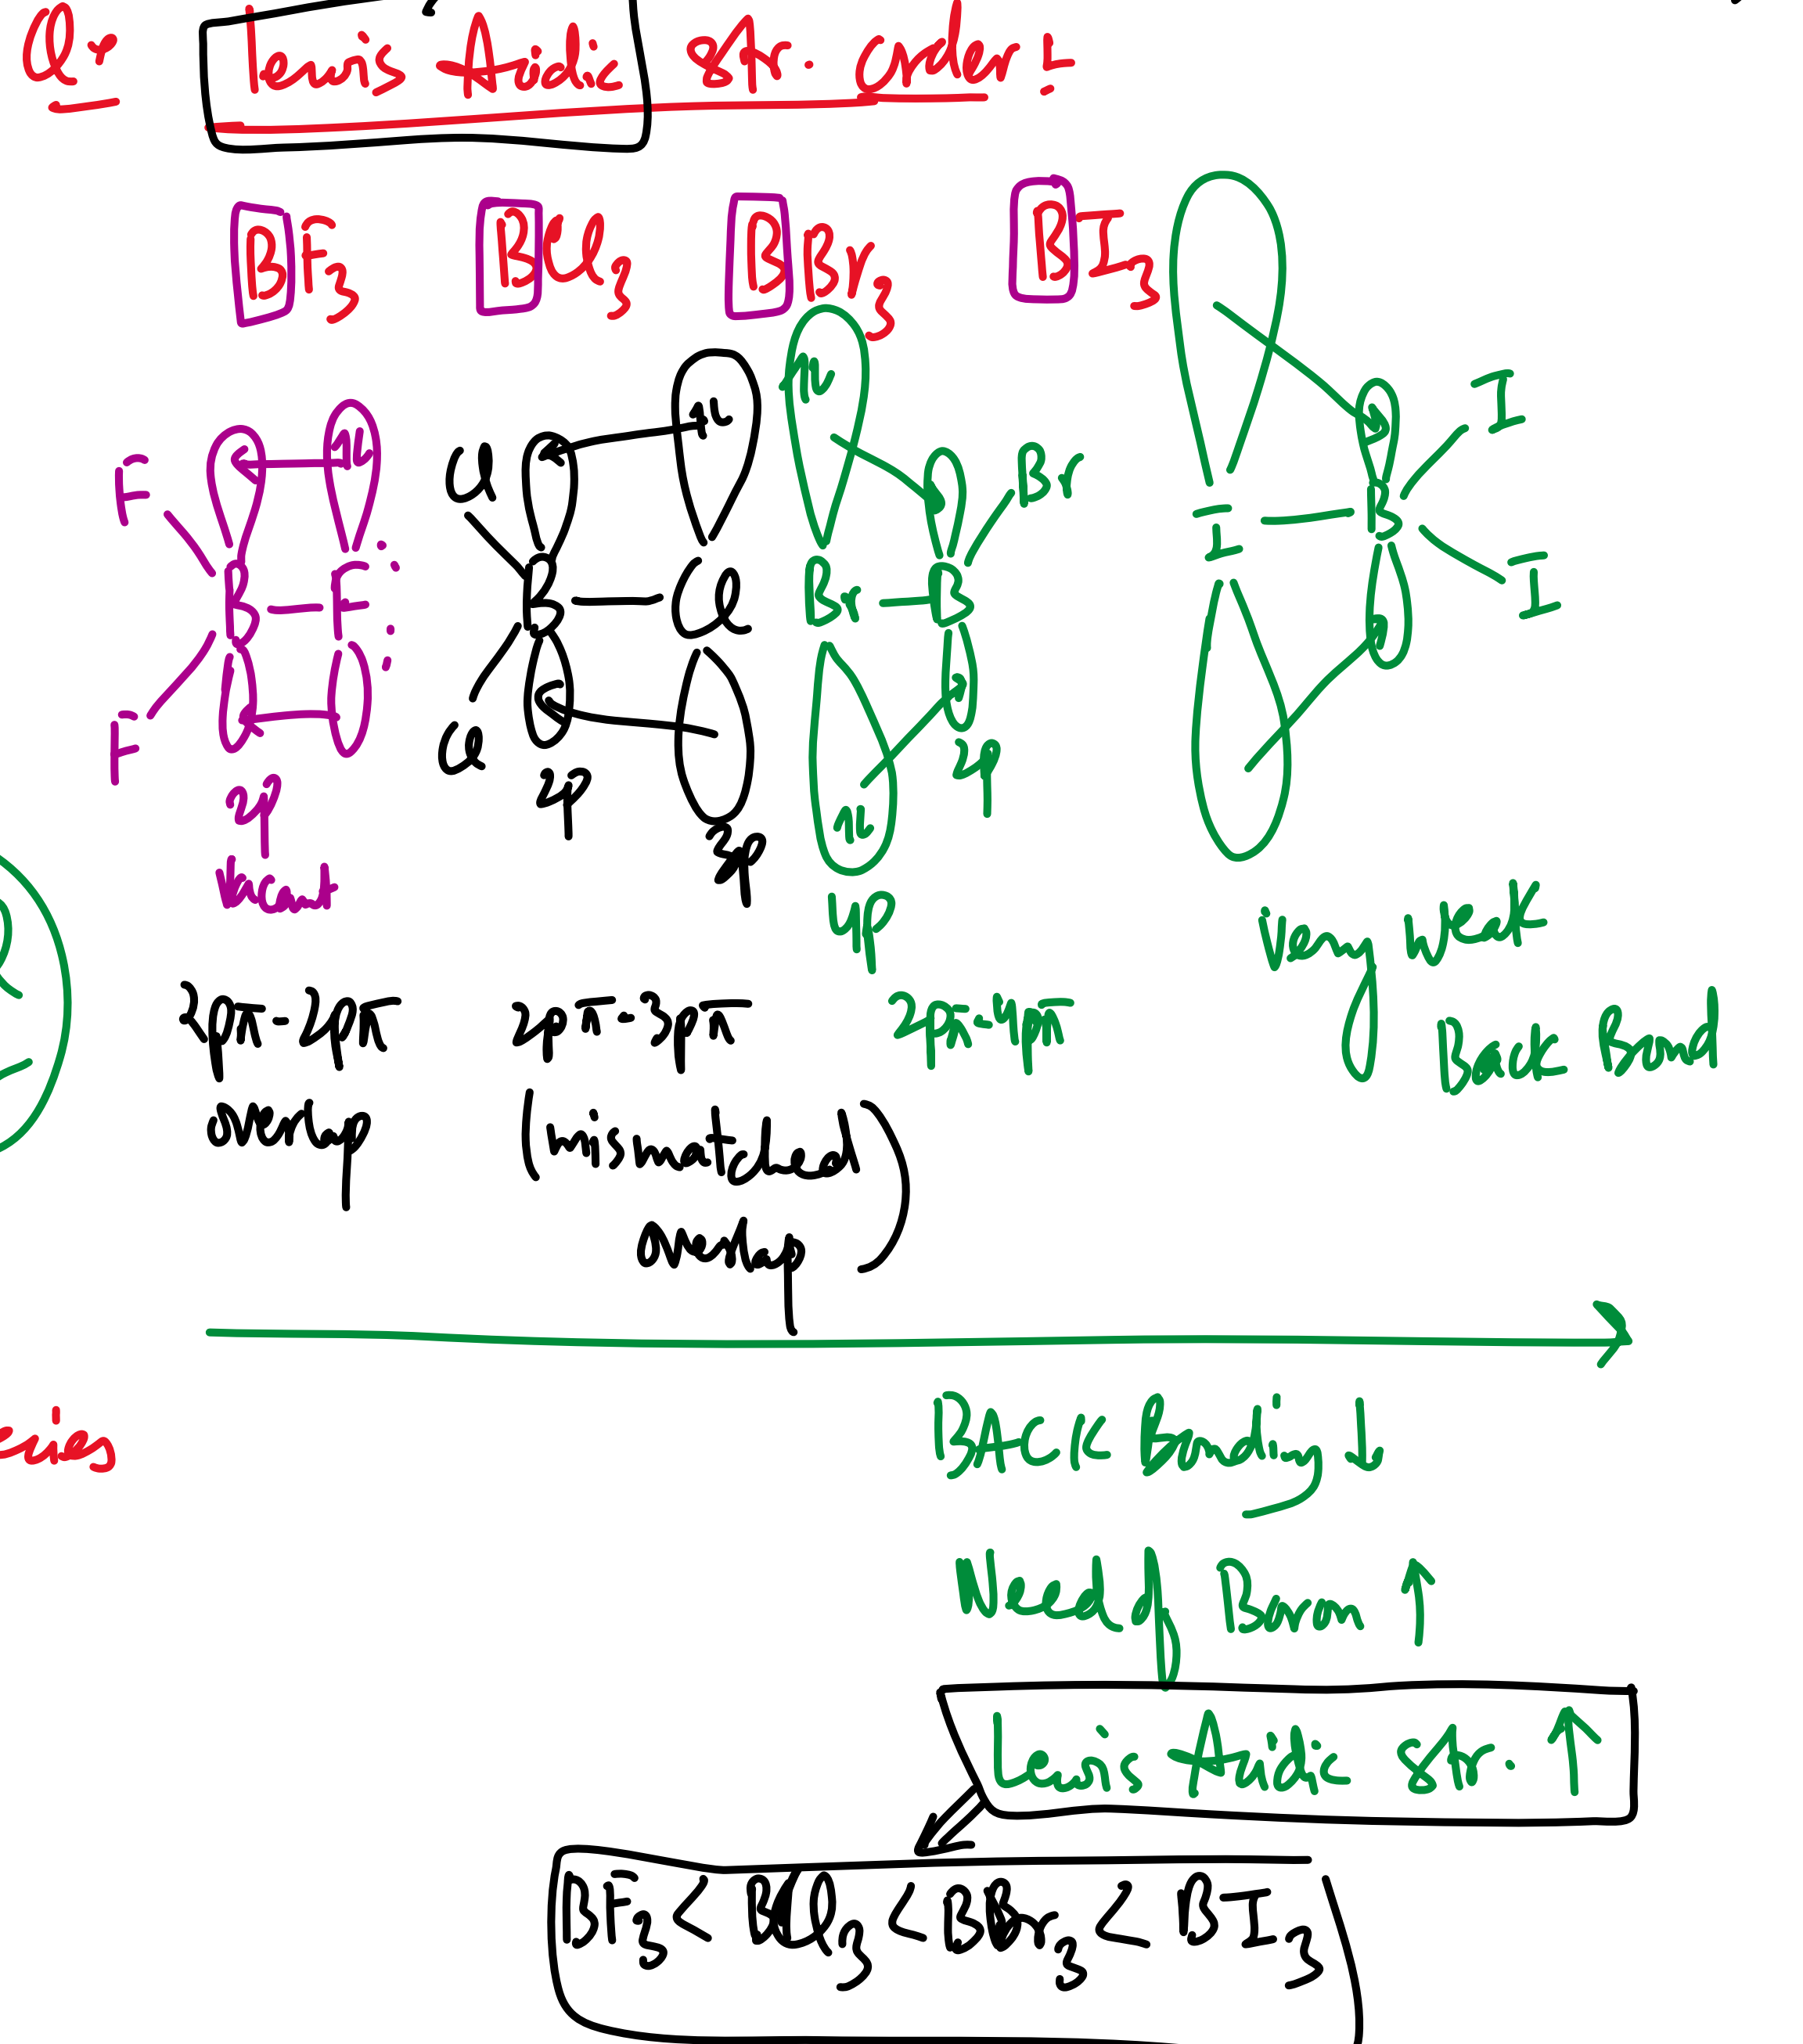 Q.
Lewis Acidic str. order:
BF3 BCl3 BBr3 BI3
F B F F
Cl B Cl Cl
Br B Br
I B I I
2p
Vacant
2p 3p
4p 2p
2pπ-2pπ
overlap
2pπ-3pπ
(mismatched
overlap)
2pπ-4pπ
Very weak
Back Bond
BACK Bonding ↓
Need of Boron ↑
Lewis Acidic str. ↑
BF3 < BCl3 < BBr3 < BI3